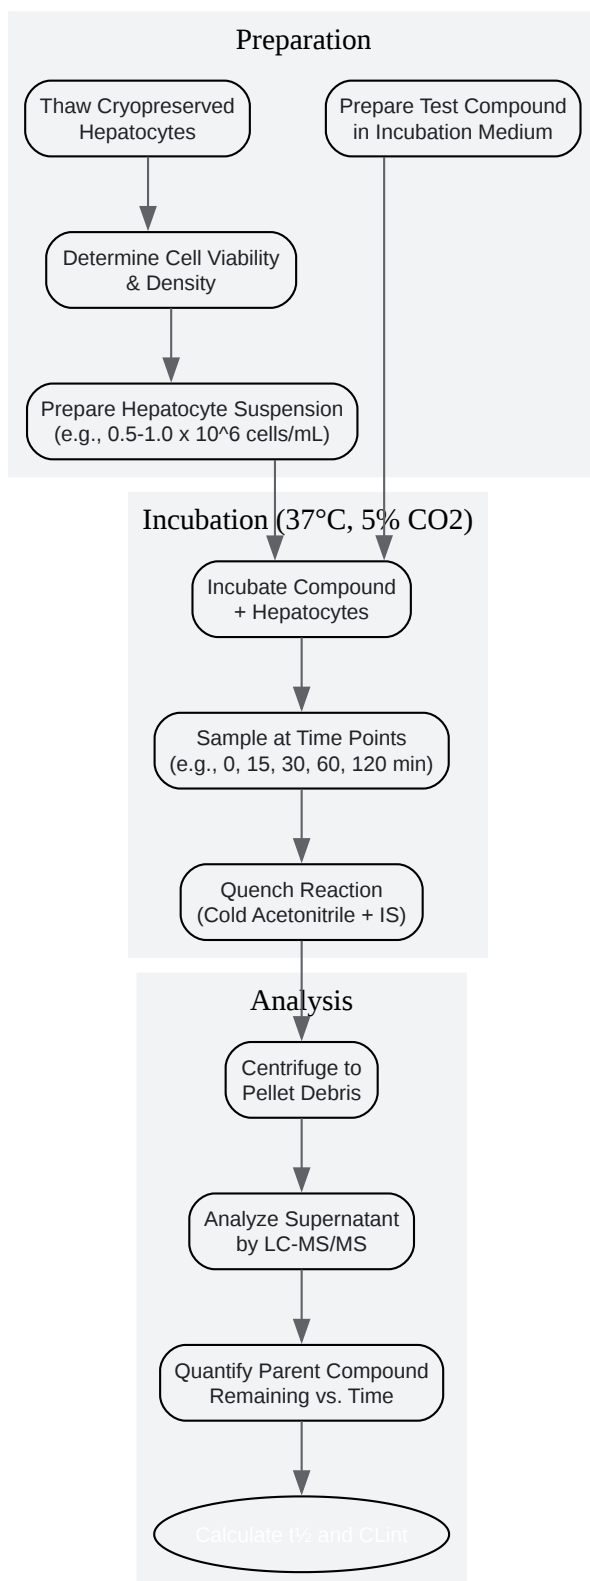 Preparation
Thaw Cryopreserved
Hepatocytes
Prepare Test Compound
in Incubation Medium
Determine Cell Viability
& Density
Prepare Hepatocyte Suspension
(e.g., 0.5-1.0 x 10^6 cells/mL)
Incubation (37°C, 5% CO2)
Incubate Compound
+ Hepatocytes
Sample at Time Points
(e.g., 0, 15, 30, 60, 120 min)
Quench Reaction
(Cold Acetonitrile + IS)
Analysis
Centrifuge to
Pellet Debris
Analyze Supernatant
by LC-MS/MS
Quantify Parent Compound
Remaining vs. Time
Calculate t½ and CLint